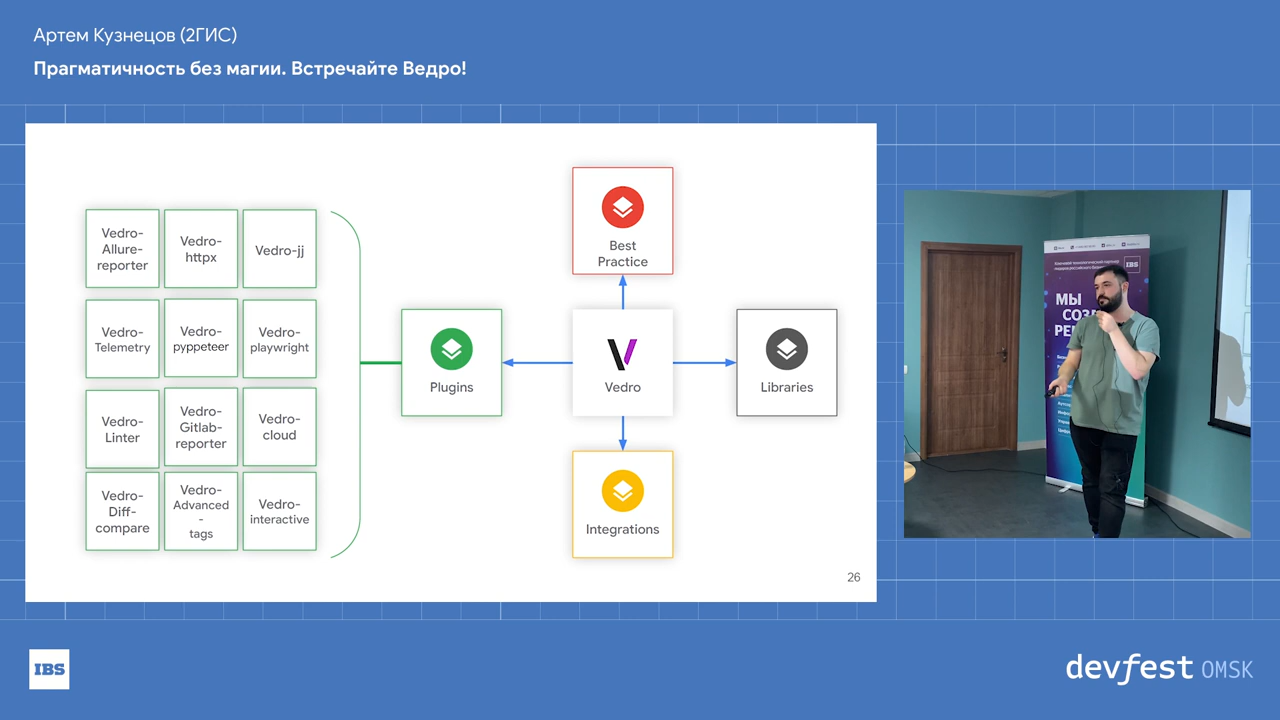 Артем Кузнецов (2ГИС)
Прагматичность без магии. Встречайте Ведро!
Vedro-
Allure-
reporter
Vedro-
httpx
Vedro-jj
Vedro-
Telemetry
Vedro-
pyppeteer
Vedro-
playwright
Vedro-
Linter
Vedro-
Gitlab-
reporter
Vedro-
cloud
Vedro-
Diff-
compare
Vedro-
Advanced
-
tags
Vedro-
interactive
Plugins
Best
Practice
Vedro
Libraries
Integrations
26
IBS
МЫ
IBS
devfest OMSK